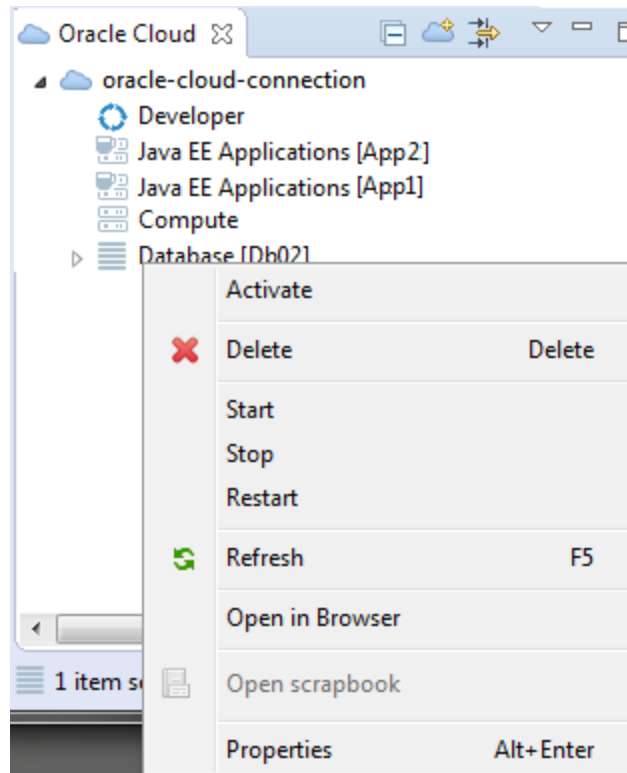 Oracle Cloud
oracle-cloud-connection
Developer
Java EE Applications [App2]
Java EE Applications [App1]
Compute
Database [Db02]
Activate
Delete Delete
Start
Stop
Restart
Refresh F5
Open in Browser
1 item
Open scrapbook
Properties Alt+Enter